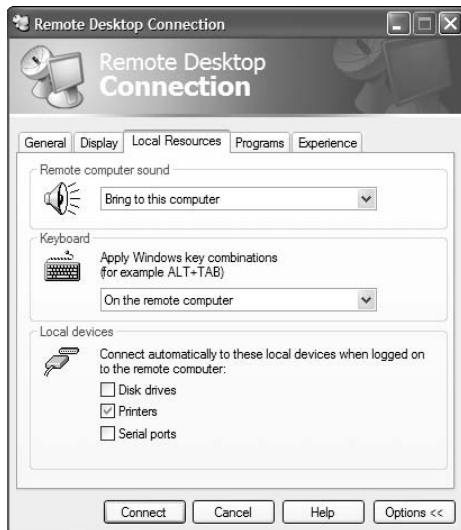 Remote Desktop Connection
Remote Desktop
Connection
General Display Local Resources Programs Experience
Remote computer sound
Bring to this computer
Keyboard
Apply Windows key combinations
(for example ALT+TAB)
On the remote computer
Local devices
Connect automatically to these local devices when logged on
to the remote computer:
Disk drives
Printers
Serial ports
Connect Cancel Help Options <<